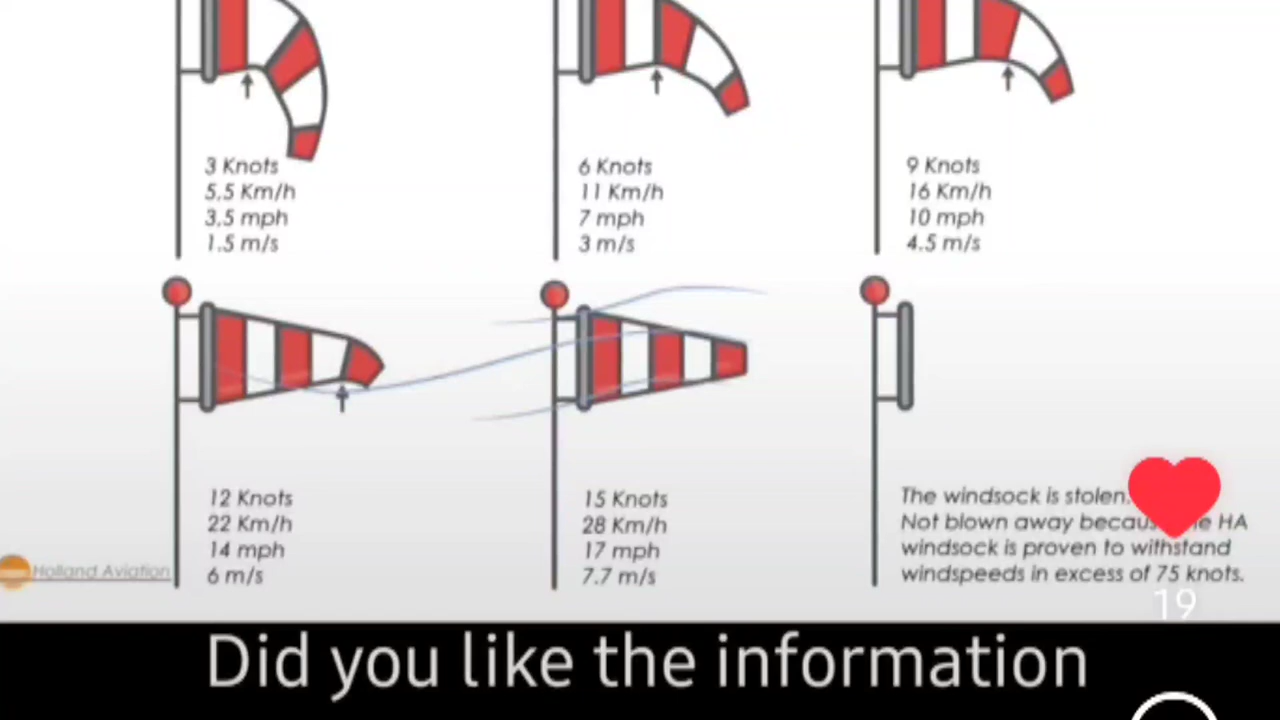 3 Knots
5.5 Km/h
3.5 mph
1.5 m/s
6 Knots
11 Km/h
7 mph
3 m/s
9 Knots
16 Km/h
10 mph
4.5 m/s
12 Knots
22 Km/h
14 mph
6 m/s
15 Knots
28 Km/h
17 mph
7.7 m/s
The windsock is stolen.
Not blown away becaus e HA
windsock is proven to withstand
windspeeds in excess of 75 knots.
Holland Aviation
19
Did you like the information